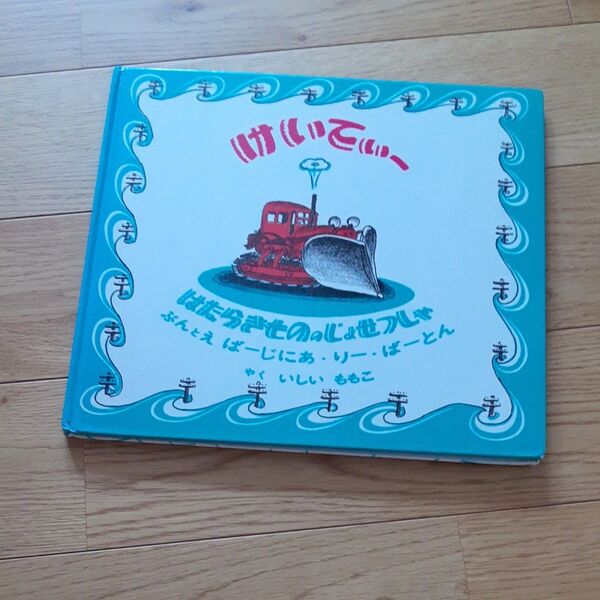 けいてぃー
はたらきもののじょせつしゃ
ぶんとえ ばーじにあ・りー・ばーとん
やく いしい ももこ